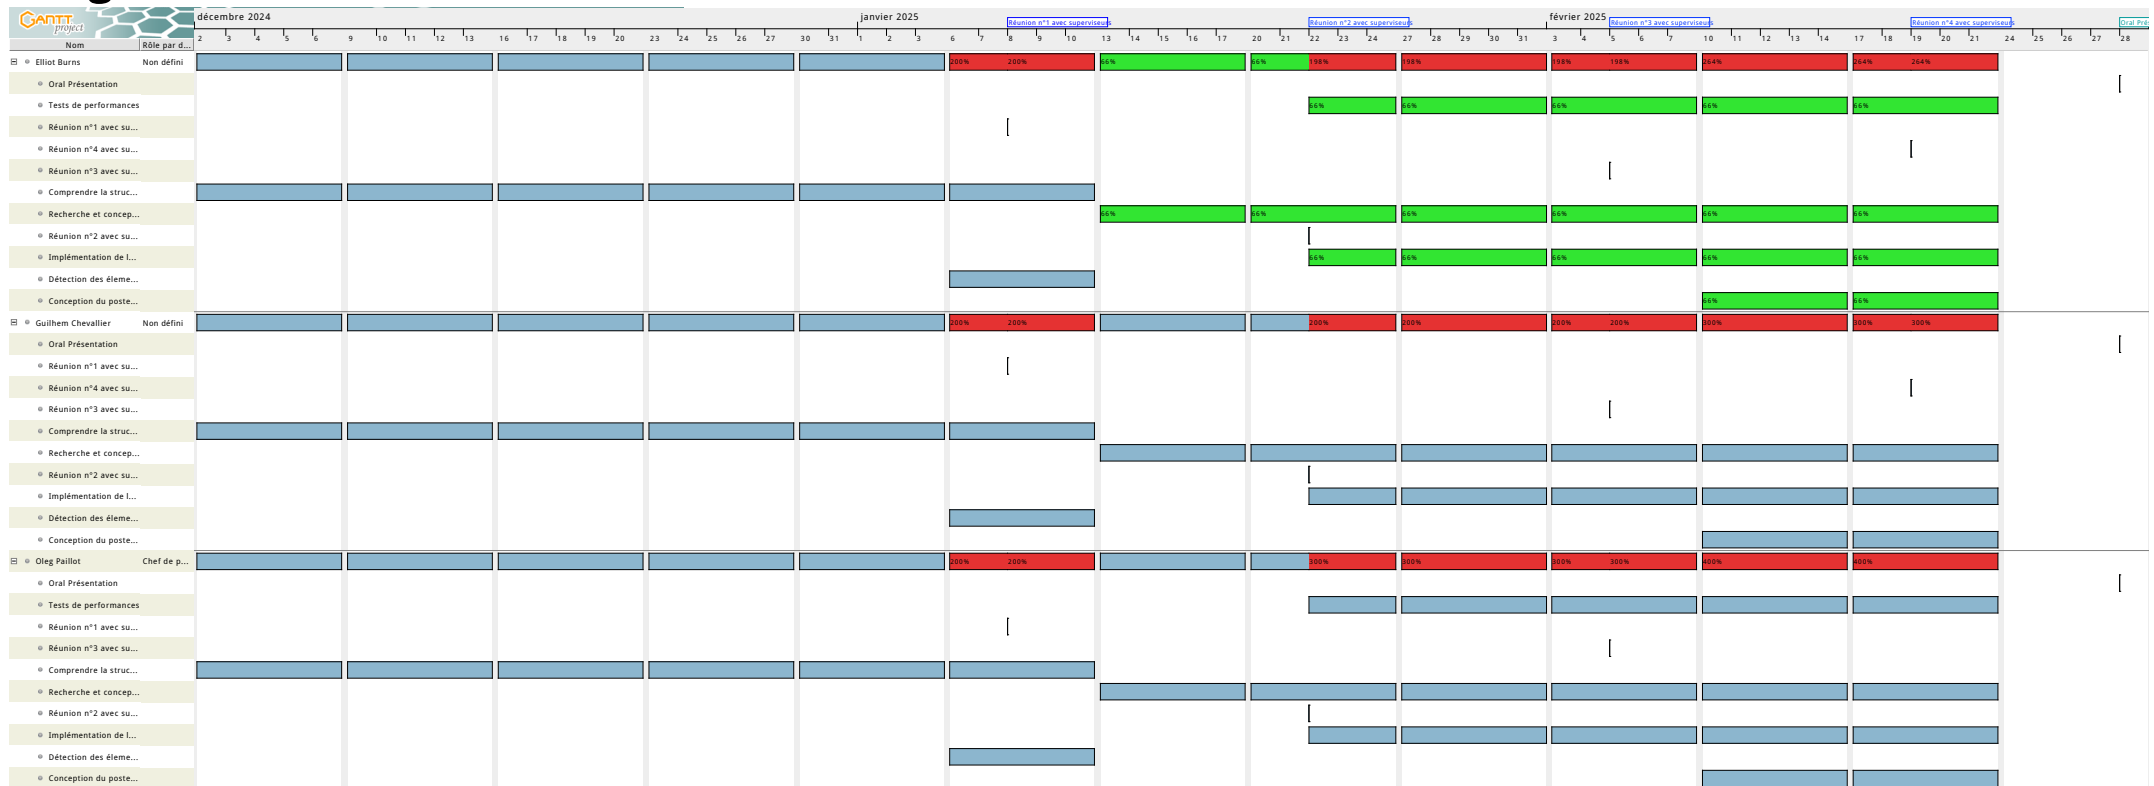 GANTT project
décembre 2024 janvier 2025 février 2025
Réunion n°1 avec superviseurs Réunion n°2 avec superviseurs Réunion n°3 avec superviseurs Réunion n°4 avec superviseurs Oral Pré
Nom Rôle par d... 2 3 4 5 6 9 10 11 12 13 16 17 18 19 20 23 24 25 26 27 30 31 1 2 3 6 7 8 9 10 13 14 15 16 17 20 21 22 23 24 27 28 29 30 31 3 4 5 6 7 10 11 12 13 14 17 18 19 20 21 24 25 26 27 28
Elliot Burns Non défini 200% 200% 66% 66% 198% 198% 198% 198% 264% 264% 264%
Oral Présentation
Tests de performances 66% 66% 66% 66% 66%
Réunion n°1 avec su...
Réunion n°4 avec su...
Réunion n°3 avec su...
Comprendre la struc...
Recherche et concep... 66% 66% 66% 66% 66% 66%
Réunion n°2 avec su...
Implémentation de l... 66% 66% 66% 66% 66%
Détection des éleme...
Conception du poste... 66% 66%
Guilhem Chevallier Non défini 200% 200% 200% 200% 200% 200% 300% 300% 300%
Oral Présentation
Réunion n°1 avec su...
Réunion n°4 avec su...
Réunion n°3 avec su...
Comprendre la struc...
Recherche et concep...
Réunion n°2 avec su...
Implémentation de l...
Détection des éleme...
Conception du poste...
Oleg Paillot Chef de p... 200% 200% 300% 300% 300% 300% 400% 400%
Oral Présentation
Tests de performances
Réunion n°1 avec su...
Réunion n°3 avec su...
Comprendre la struc...
Recherche et concep...
Réunion n°2 avec su...
Implémentation de l...
Détection des éleme...
Conception du poste...